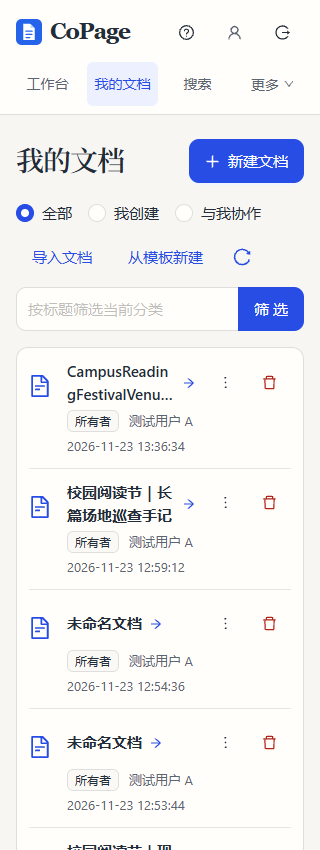 CoPage
工作台 我的文档 搜索 更多
我的文档
新建文档
全部 我创建 与我协作
导入文档 从模板新建
按标题筛选当前分类 筛 选
CampusReadin
gFestivalVenu...
所有者 测试用户 A
2026-11-23 13:36:34
校园阅读节｜长
篇场地巡查手记
所有者 测试用户 A
2026-11-23 12:59:12
未命名文档
所有者 测试用户 A
2026-11-23 12:54:36
未命名文档
所有者 测试用户 A
2026-11-23 12:53:44
校园阅读节｜现